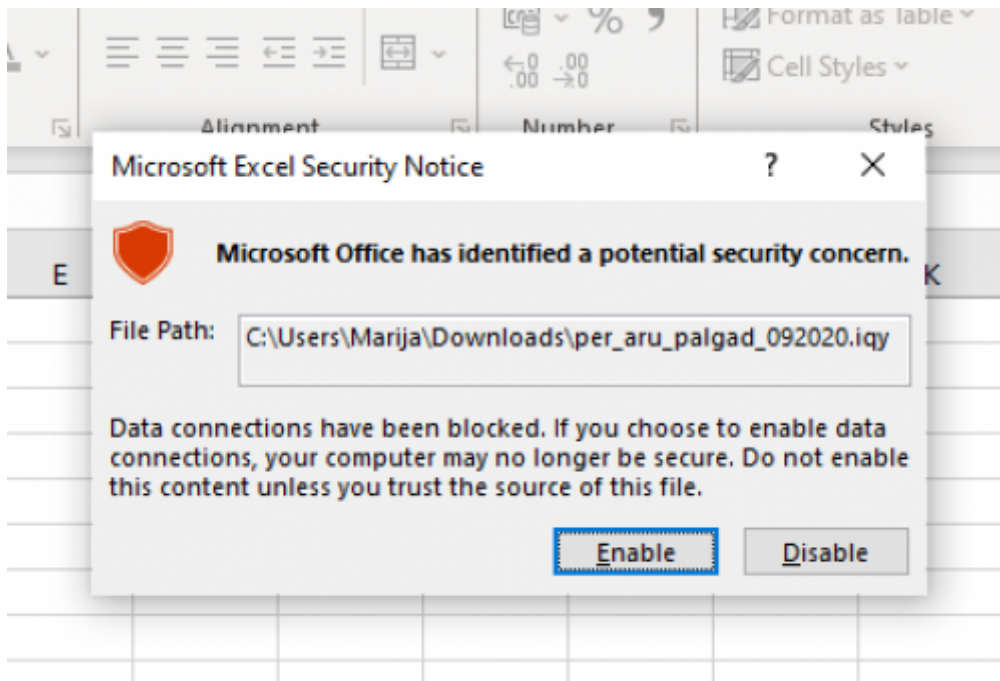 % 9 Format as Table
.00 .00 Cell Styles
Alignment Number Styles
Microsoft Excel Security Notice ? X
Microsoft Office has identified a potential security concern.
E K
File Path: C:\Users\Marija\Downloads\per_aru_palgad_092020.iqy
Data connections have been blocked. If you choose to enable data
connections, your computer may no longer be secure. Do not enable
this content unless you trust the source of this file.
Enable Disable